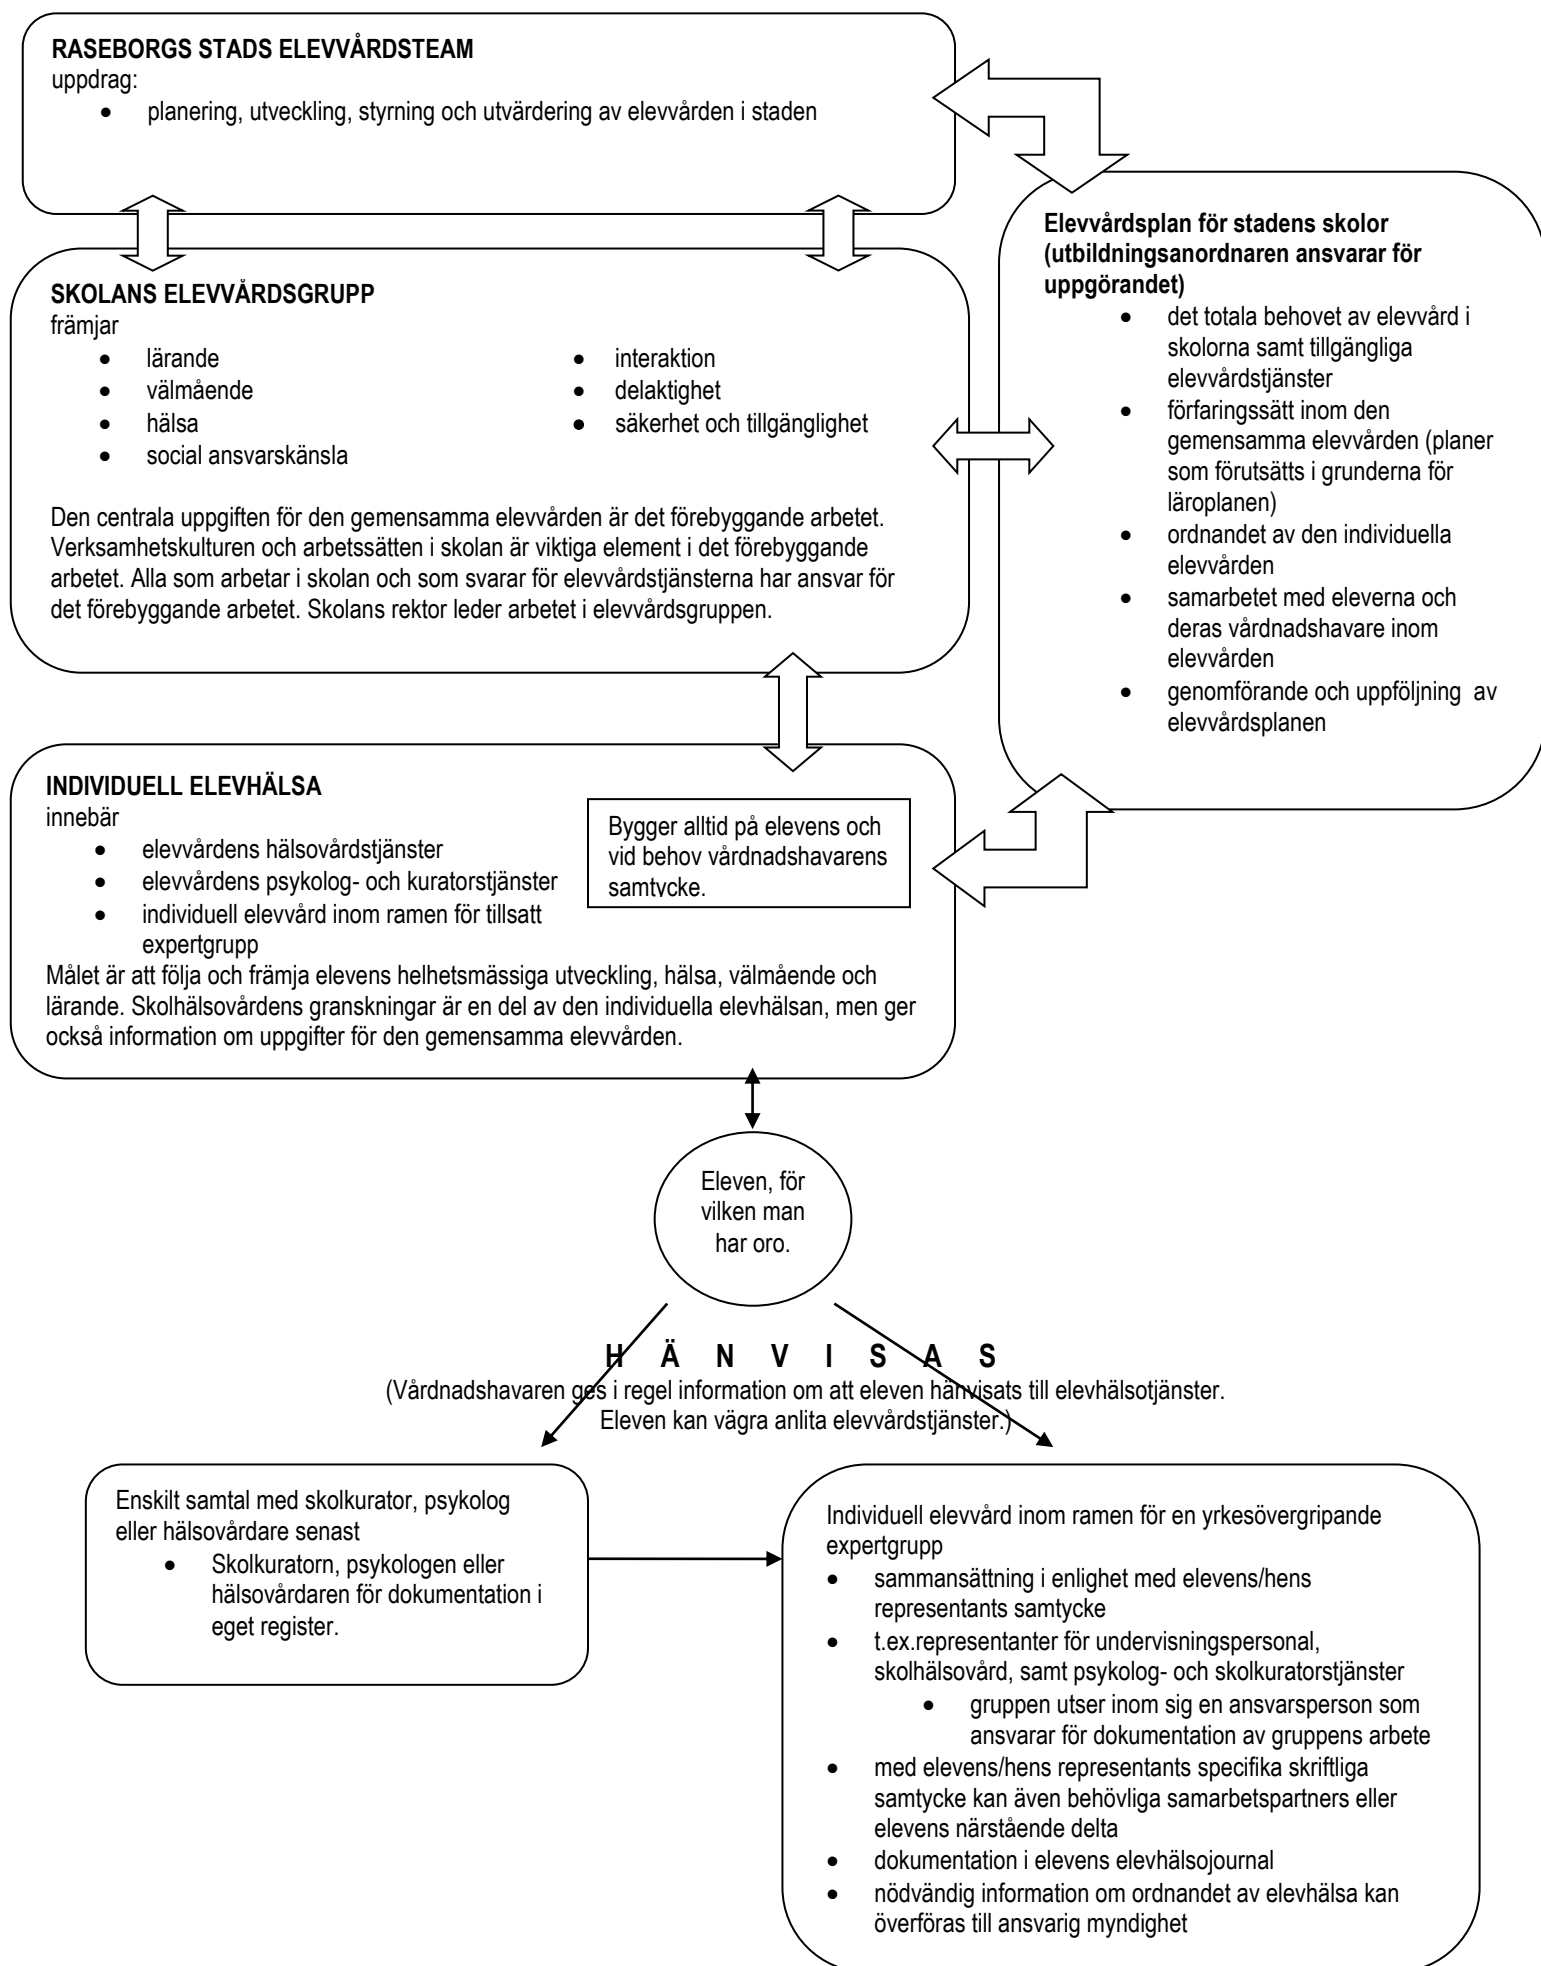 RASEBORGS STADS ELEVVÅRDSTEAM
uppdrag:
• planering, utveckling, styrning och utvärdering av elevvården i staden
SKOLANS ELEVVÅRDSGRUPP
främjar
• lärande
• välmående
• hälsa
• social ansvarskänsla
• interaktion
• delaktighet
• säkerhet och tillgänglighet
Den centrala uppgiften för den gemensamma elevvården är det förebyggande arbetet.
Verksamhetskulturen och arbetssätten i skolan är viktiga element i det förebyggande
arbetet. Alla som arbetar i skolan och som svarar för elevvårdstjänsterna har ansvar för
det förebyggande arbetet. Skolans rektor leder arbetet i elevvårdsgruppen.
Elevvårdsplan för stadens skolor
(utbildningsanordnaren ansvarar för
uppgörandet)
• det totala behovet av elevvård i
skolorna samt tillgängliga
elevvårdstjänster
• förfaringssätt inom den
gemensamma elevvården (planer
som förutsätts i grunderna för
läroplanen)
• ordnandet av den individuella
elevvården
• samarbetet med eleverna och
deras vårdnadshavare inom
elevvården
• genomförande och uppföljning av
elevvårdsplanen
INDIVIDUELL ELEVHÄLSA
innebär
• elevvårdens hälsovårdstjänster
• elevvårdens psykolog- och kuratorstjänster
• individuell elevvård inom ramen för tillsatt
expertgrupp
Bygger alltid på elevens och
vid behov vårdnadshavarens
samtycke.
Målet är att följa och främja elevens helhetsmässiga utveckling, hälsa, välmående och
lärande. Skolhälsovårdens granskningar är en del av den individuella elevhälsan, men ger
också information om uppgifter för den gemensamma elevvården.
Eleven, för
vilken man
har oro.
H Ä N V I S A S
(Vårdnadshavaren ges i regel information om att eleven hänvisats till elevhälsotjänster.
Eleven kan vägra anlita elevvårdstjänster.)
Enskilt samtal med skolkurator, psykolog
eller hälsovårdare senast
• Skolkuratorn, psykologen eller
hälsovårdaren för dokumentation i
eget register.
Individuell elevvård inom ramen för en yrkesövergripande
expertgrupp
• sammansättning i enlighet med elevens/hens
representants samtycke
• t.ex.representanter för undervisningspersonal,
skolhälsovård, samt psykolog- och skolkuratorstjänster
• gruppen utser inom sig en ansvarsperson som
ansvarar för dokumentation av gruppens arbete
• med elevens/hens representants specifika skriftliga
samtycke kan även behövliga samarbetspartners eller
elevens närstående delta
• dokumentation i elevens elevhälsojournal
• nödvändig information om ordnandet av elevhälsa kan
överföras till ansvarig myndighet